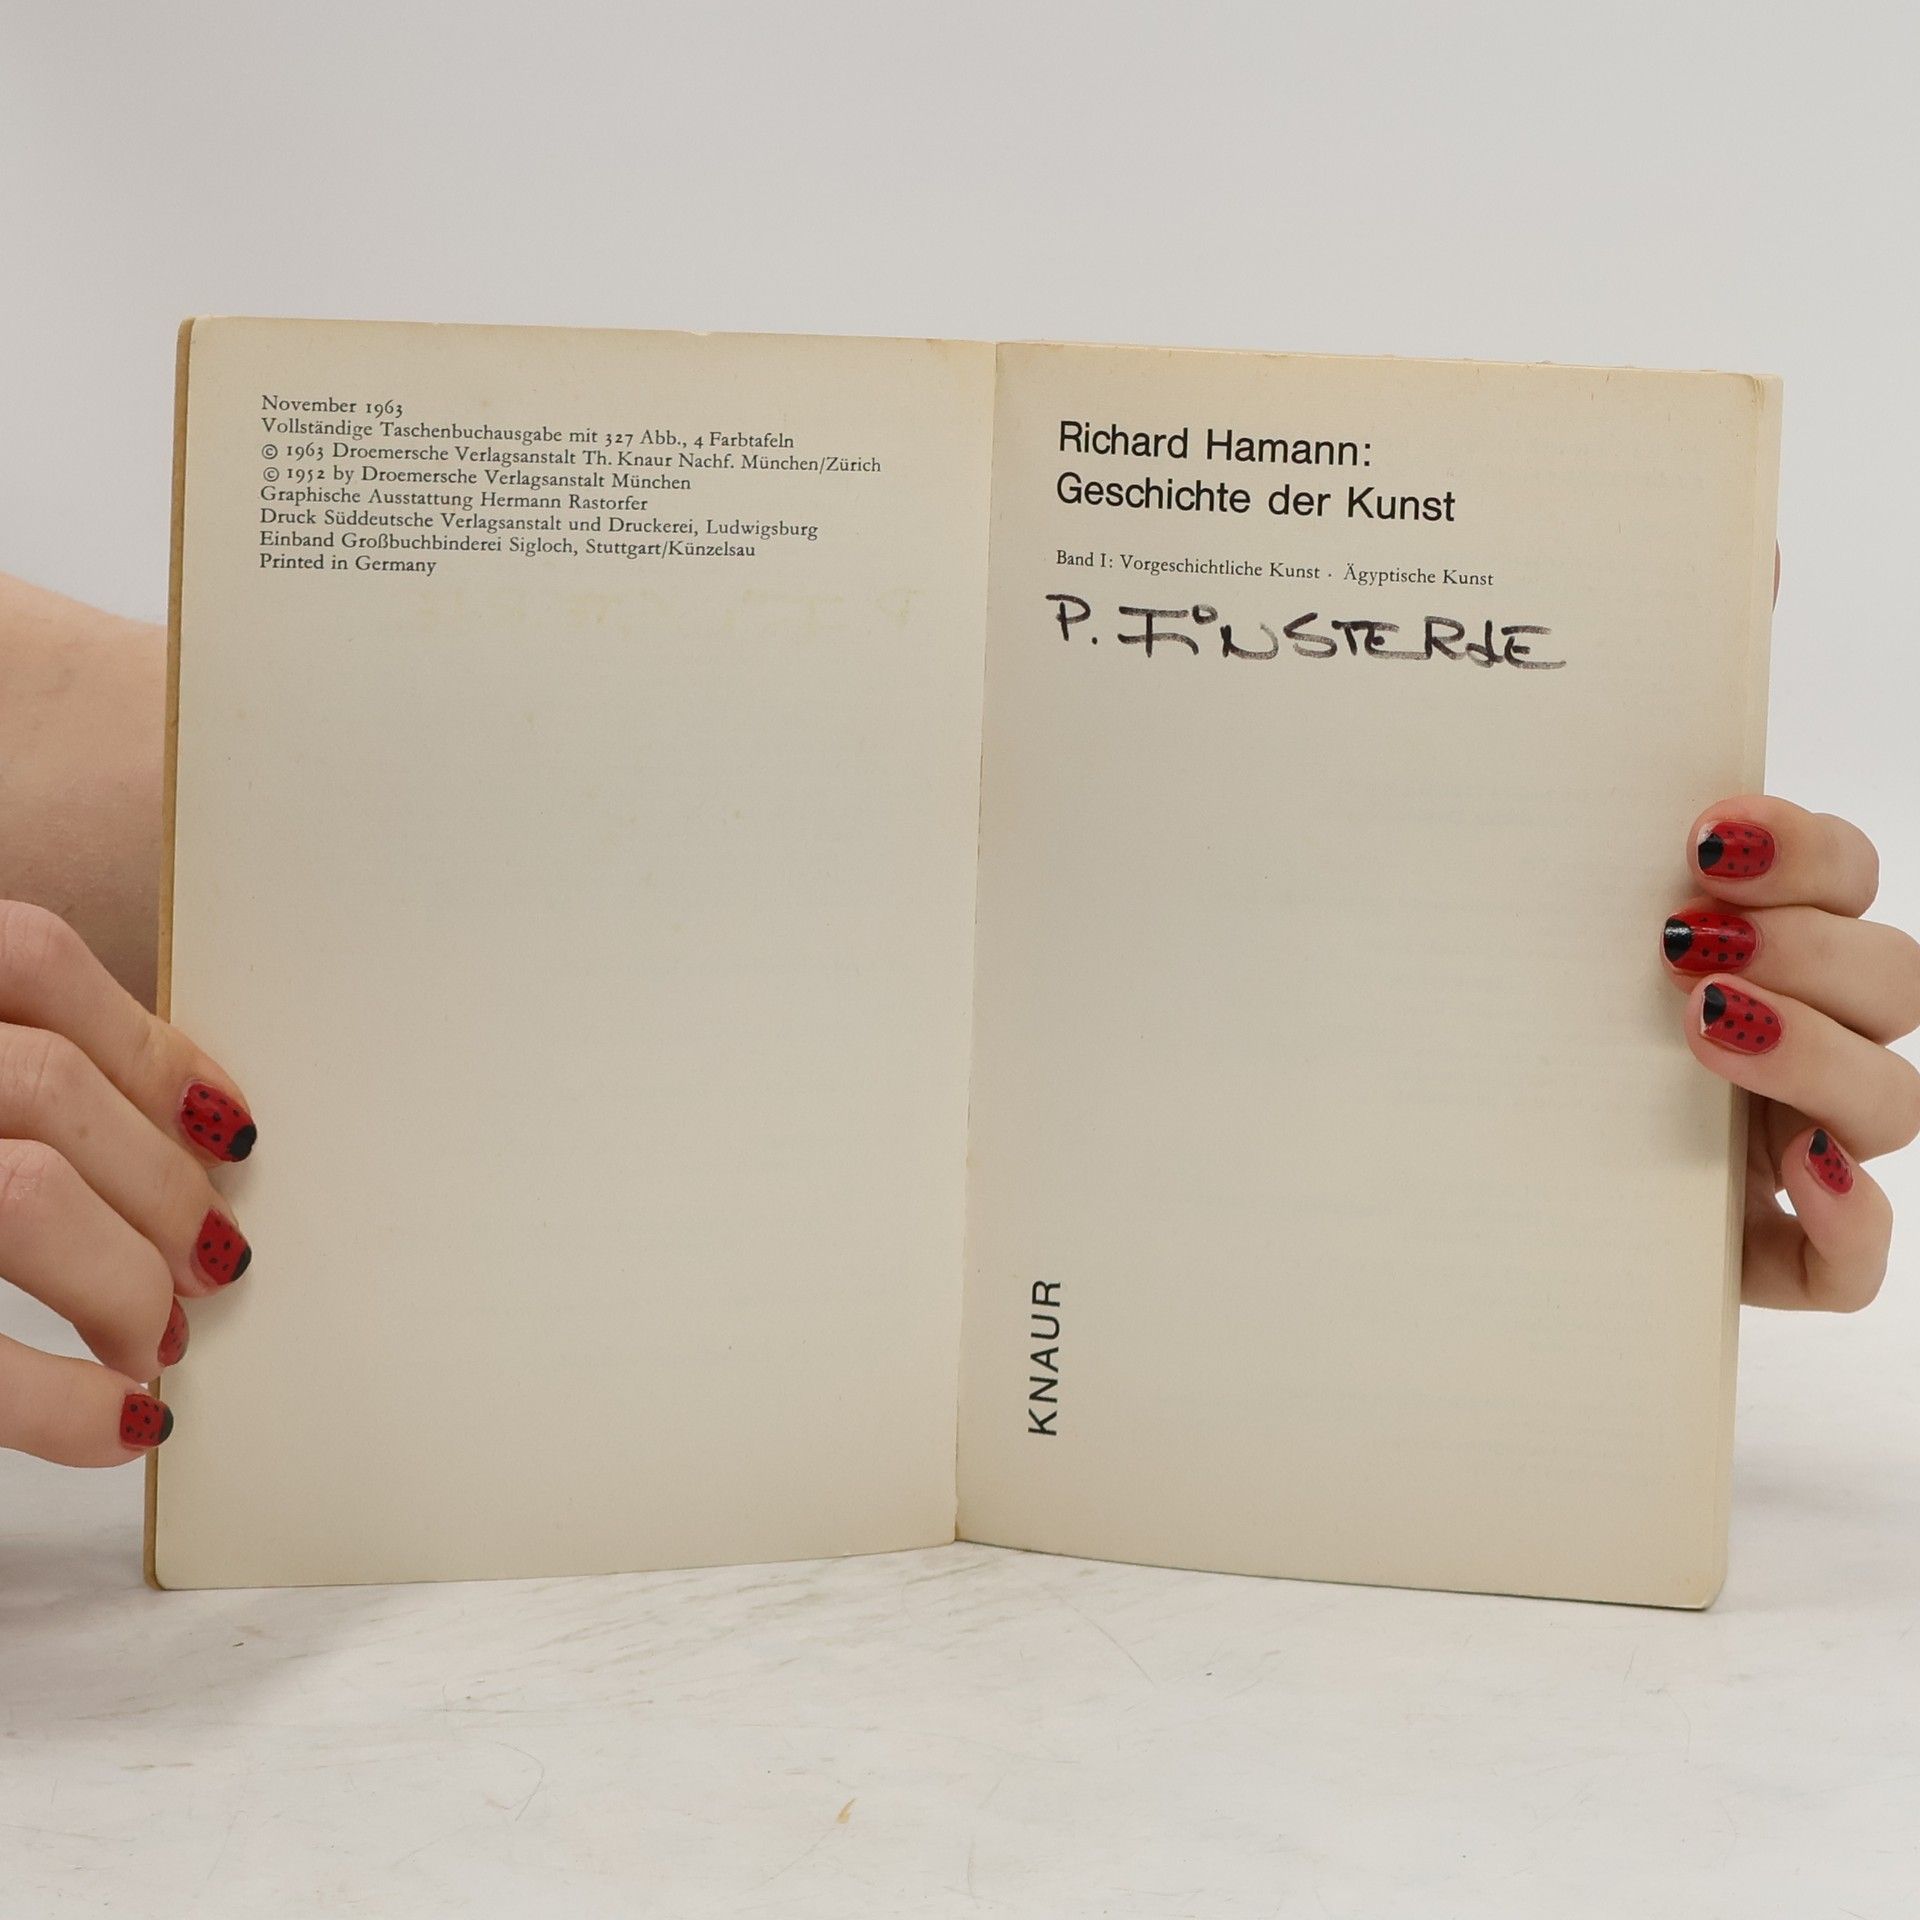 November 1963
Vollständige Taschenbuchausgabe mit 327 Abb., 4 Farbtafeln
© 1963 Droemersche Verlagsanstalt Th. Knaur Nachf. München/Zürich
© 1952 by Droemersche Verlagsanstalt München
Graphische Ausstattung Hermann Rastorfer
Druck Süddeutsche Verlagsanstalt und Druckerei, Ludwigsburg
Einband Großbuchbinderei Sigloch, Stuttgart/Künzelsau
Printed in Germany
Richard Hamann:
Geschichte der Kunst
Band I: Vorgeschichtliche Kunst · Ägyptische Kunst
P. FiNSTERdE
KNAUR